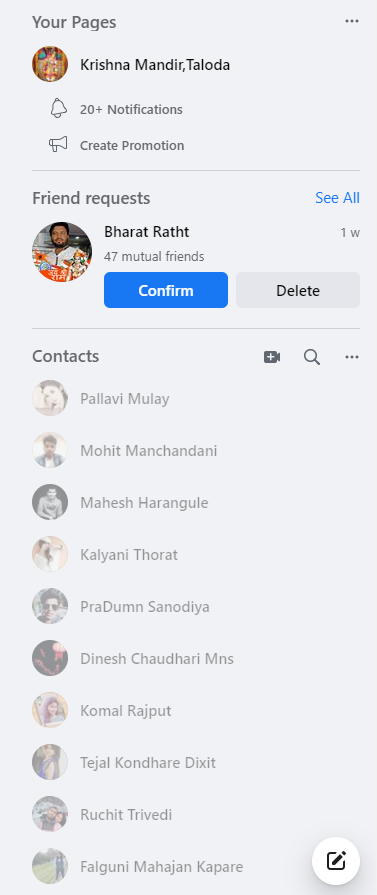 Your Pages
Krishna Mandir,Taloda
20+ Notifications
Create Promotion
Friend requests See All
Bharat Ratht 1 w
47 mutual friends
Confirm Delete
Contacts
Pallavi Mulay
Mohit Manchandani
Mahesh Harangule
Kalyani Thorat
PraDumn Sanodiya
Dinesh Chaudhari Mns
Komal Rajput
Tejal Kondhare Dixit
Ruchit Trivedi
Falguni Mahajan Kapare